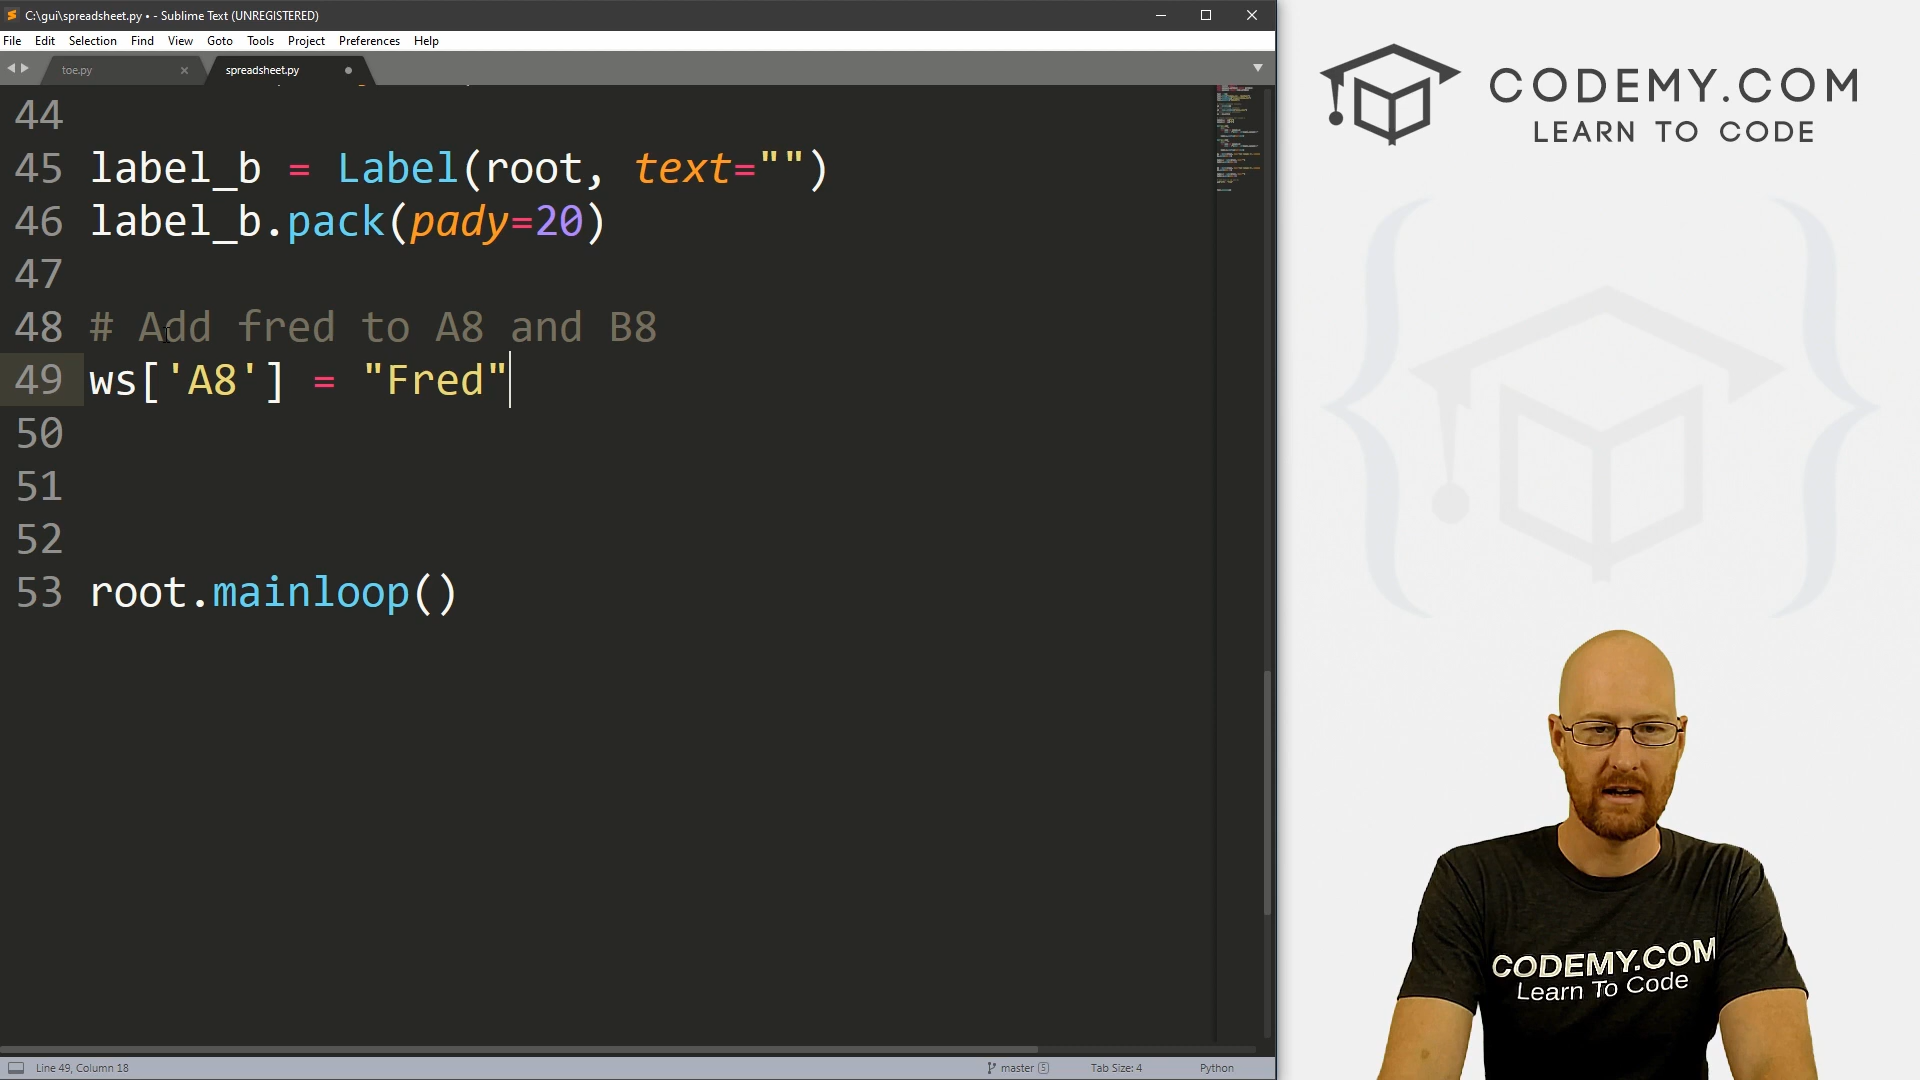 C:\gui\spreadsheet.py • - Sublime Text (UNREGISTERED)
File Edit Selection Find View Goto Tools Project Preferences Help
toe.py spreadsheet.py
44
45 label_b = Label(root, text="")
46 label_b.pack(pady=20)
47
48 # Add fred to A8 and B8
49 ws['A8'] = "Fred"
50
51
52
53 root.mainloop()
Line 49, Column 18 master 5 Tab Size: 4 Python
CODEMY.COM
LEARN TO CODE
CODEMY.COM
Learn To Code